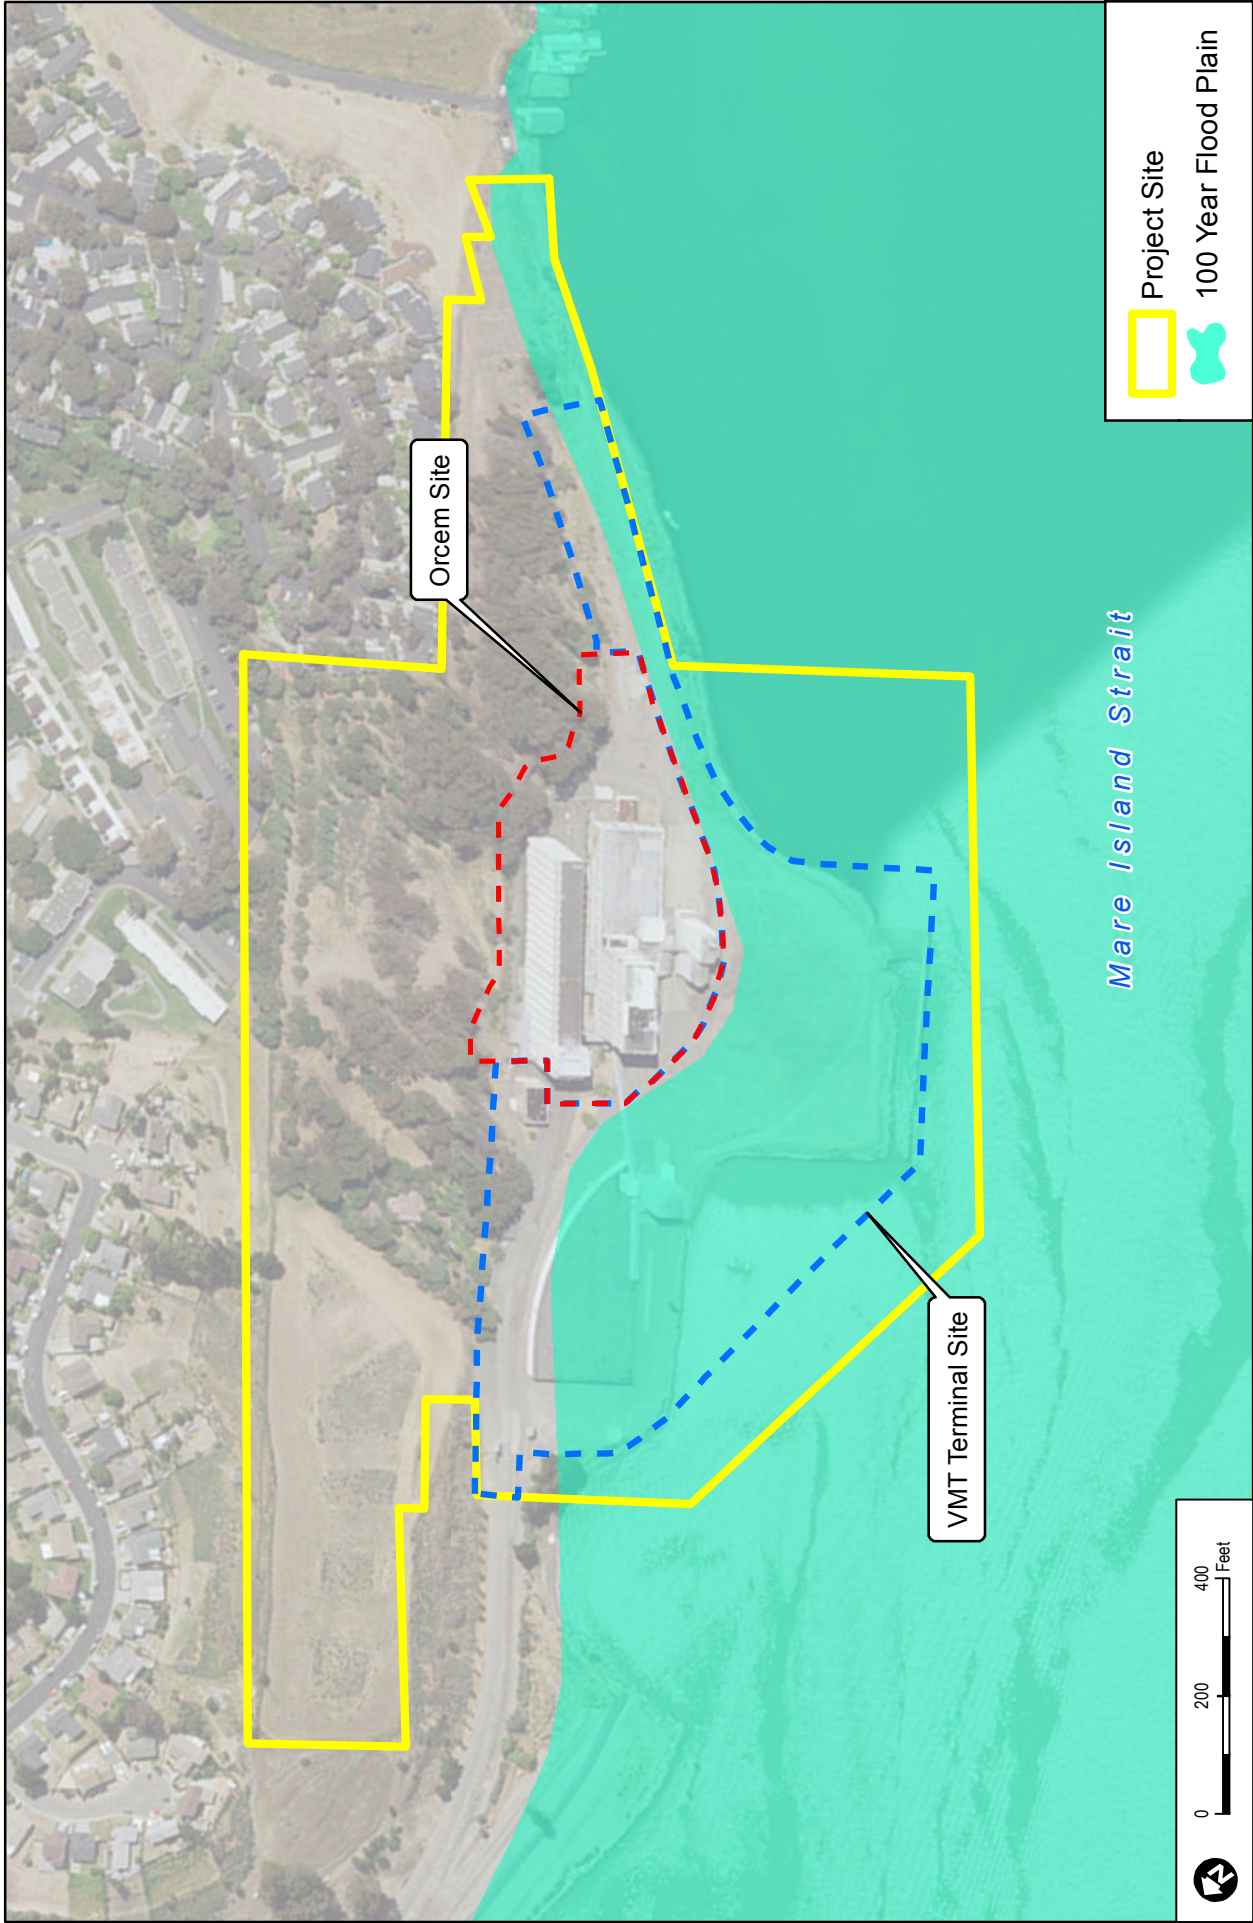 Orcem Site
VMT Terminal Site
Mare Island Strait
Project Site
100 Year Flood Plain
0 200 400
Feet
Z